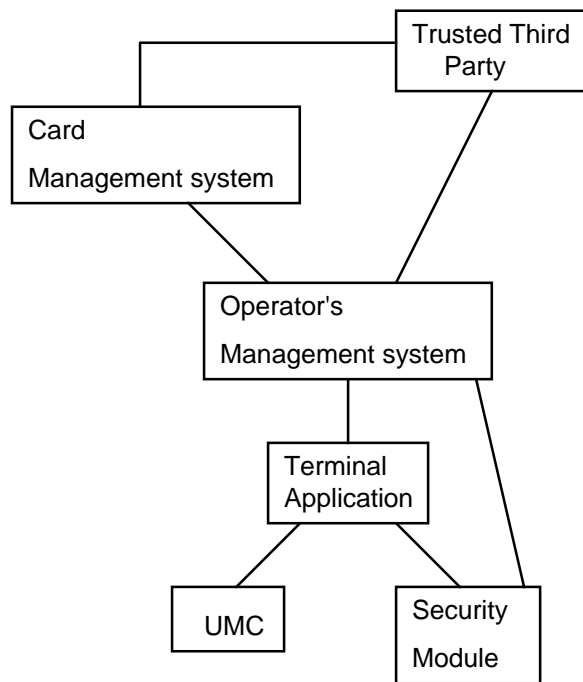 Trusted Third
Party
Card
Management system
Operator's
Management system
Terminal
Application
UMC
Security
Module